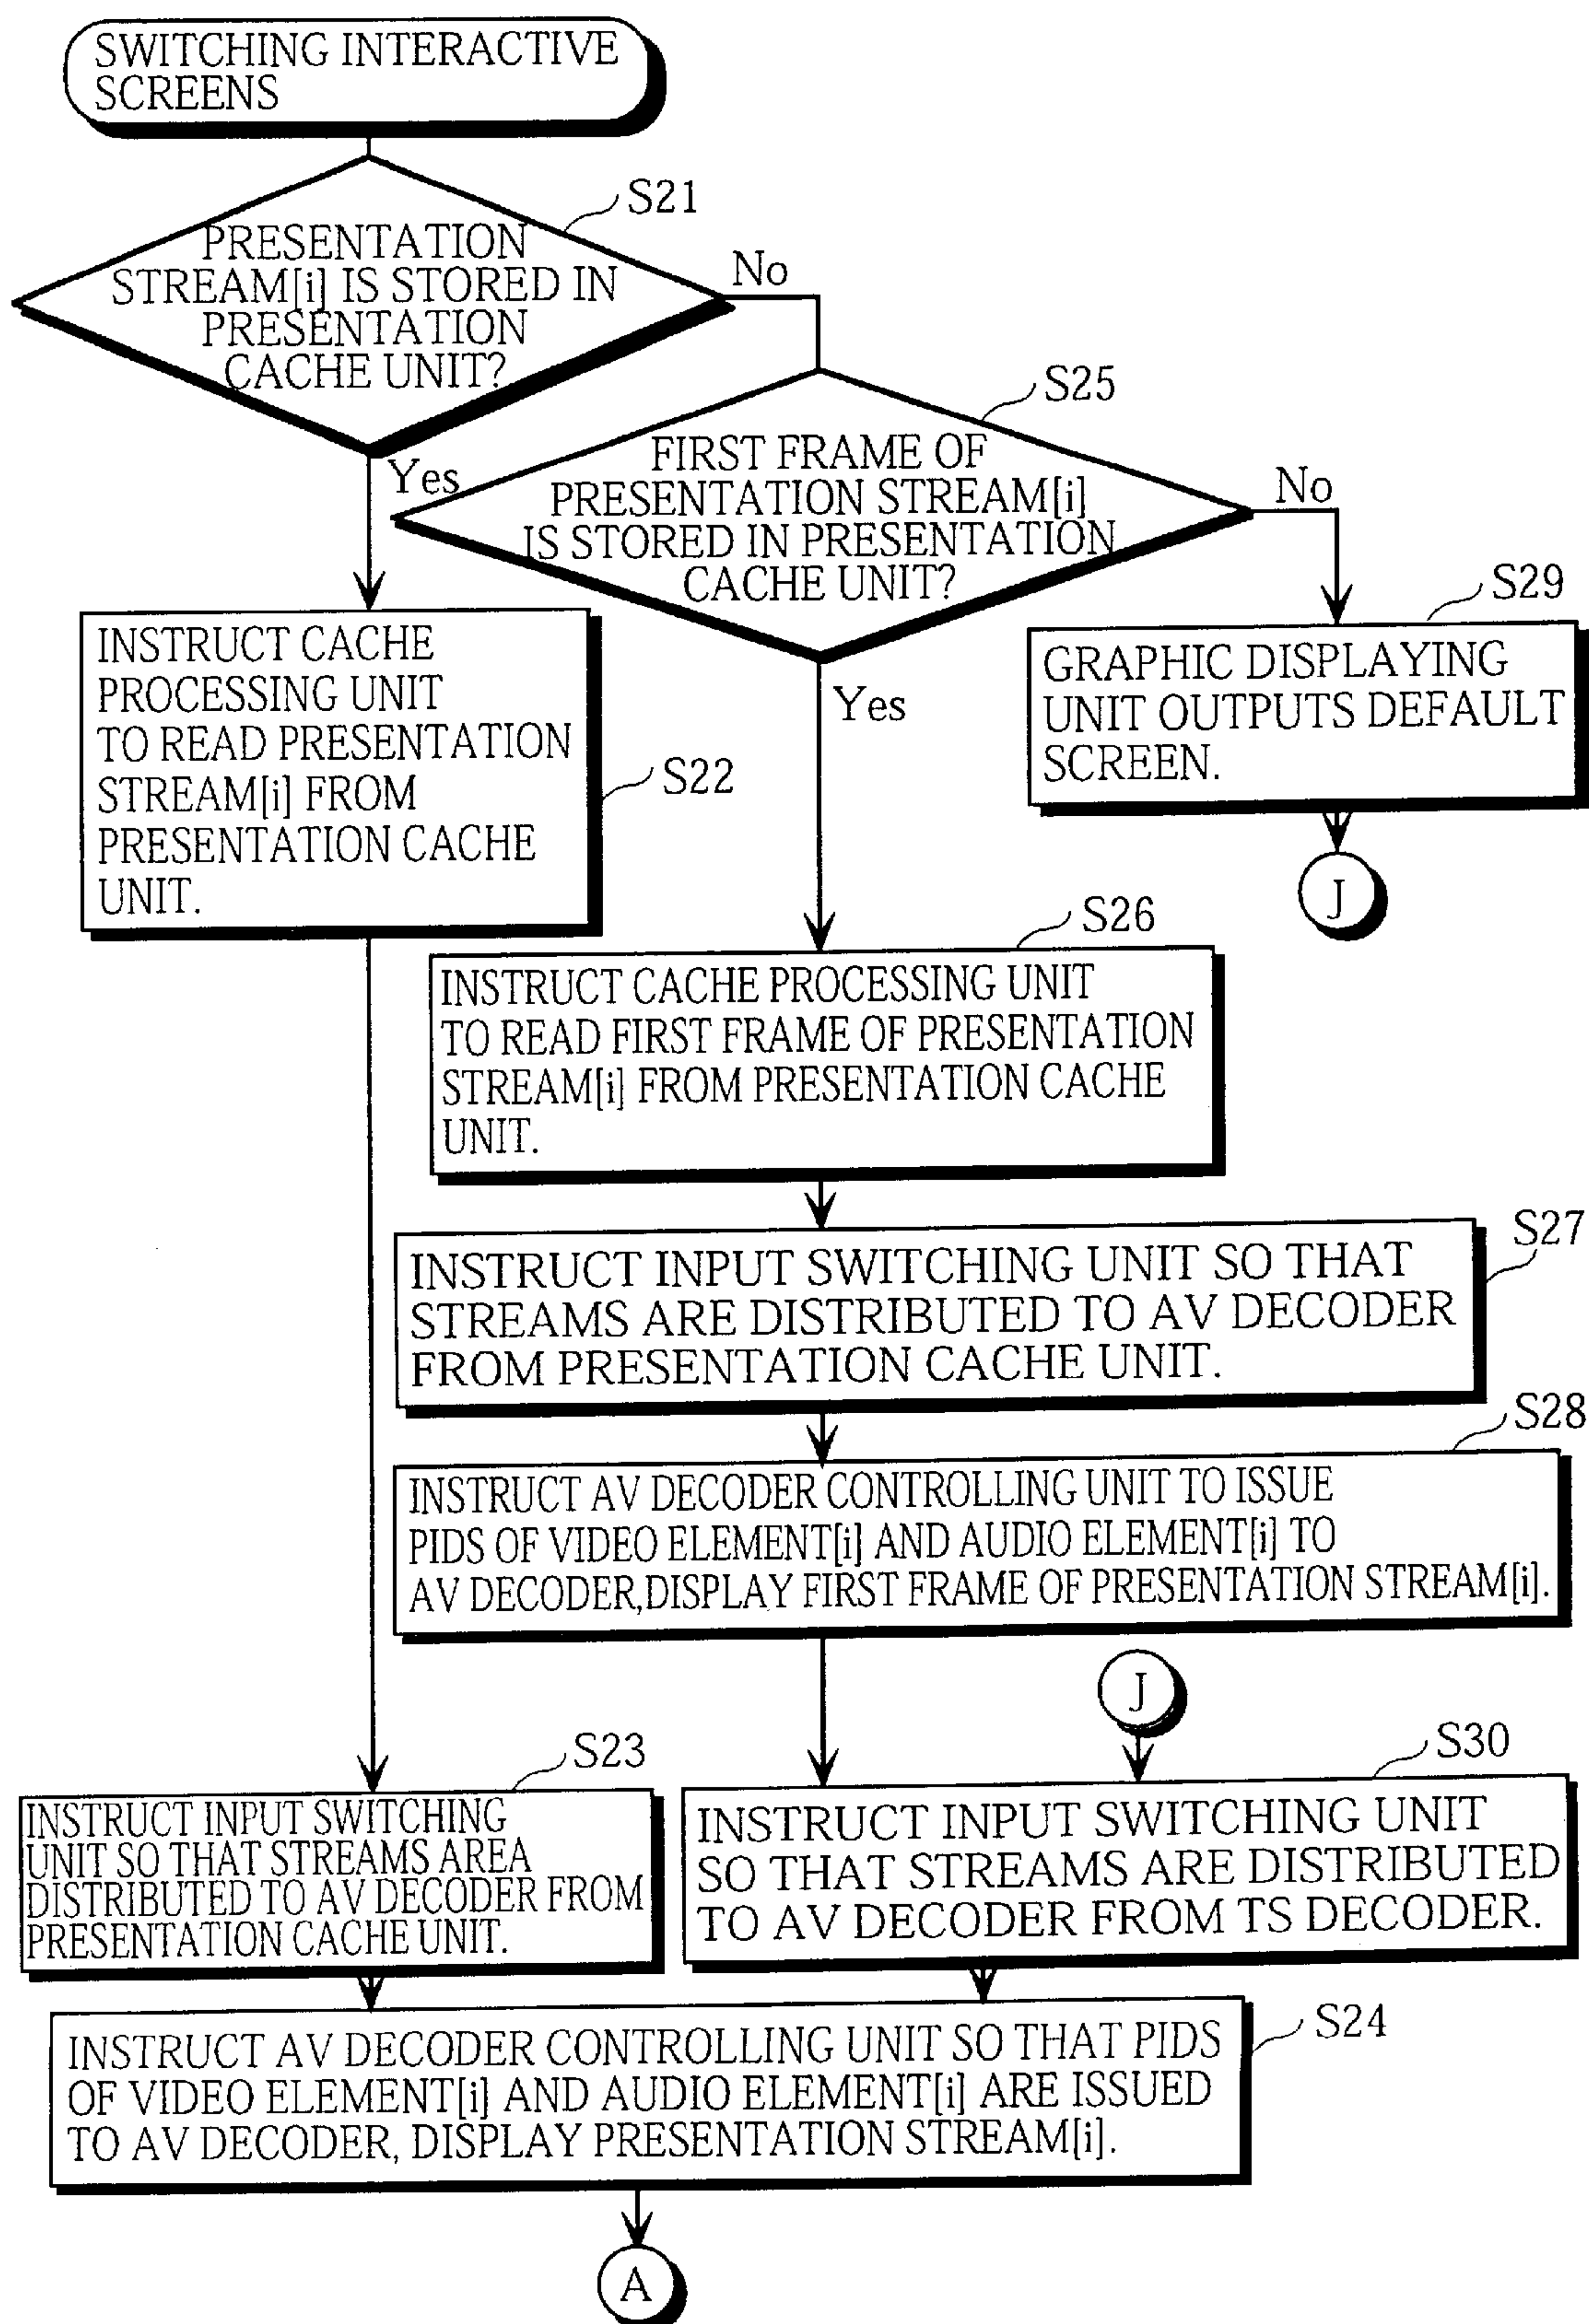 SWITCHING INTERACTIVE
SCREENS
S21
PRESENTATION
STREAM[i] IS STORED IN
PRESENTATION
CACHE UNIT?
No
Yes
S25
FIRST FRAME OF
PRESENTATION STREAM[i]
IS STORED IN PRESENTATION
CACHE UNIT?
No
Yes
S29
GRAPHIC DISPLAYING
UNIT OUTPUTS DEFAULT
SCREEN.
J
INSTRUCT CACHE
PROCESSING UNIT
TO READ PRESENTATION
STREAM[i] FROM
PRESENTATION CACHE
UNIT.
S22
S26
INSTRUCT CACHE PROCESSING UNIT
TO READ FIRST FRAME OF PRESENTATION
STREAM[i] FROM PRESENTATION CACHE
UNIT.
S27
INSTRUCT INPUT SWITCHING UNIT SO THAT
STREAMS ARE DISTRIBUTED TO AV DECODER
FROM PRESENTATION CACHE UNIT.
S28
INSTRUCT AV DECODER CONTROLLING UNIT TO ISSUE
PIDS OF VIDEO ELEMENT[i] AND AUDIO ELEMENT[i] TO
AV DECODER,DISPLAY FIRST FRAME OF PRESENTATION STREAM[i].
J
S23
INSTRUCT INPUT SWITCHING
UNIT SO THAT STREAMS AREA
DISTRIBUTED TO AV DECODER FROM
PRESENTATION CACHE UNIT.
S30
INSTRUCT INPUT SWITCHING UNIT
SO THAT STREAMS ARE DISTRIBUTED
TO AV DECODER FROM TS DECODER.
S24
INSTRUCT AV DECODER CONTROLLING UNIT SO THAT PIDS
OF VIDEO ELEMENT[i] AND AUDIO ELEMENT[i] ARE ISSUED
TO AV DECODER, DISPLAY PRESENTATION STREAM[i].
A